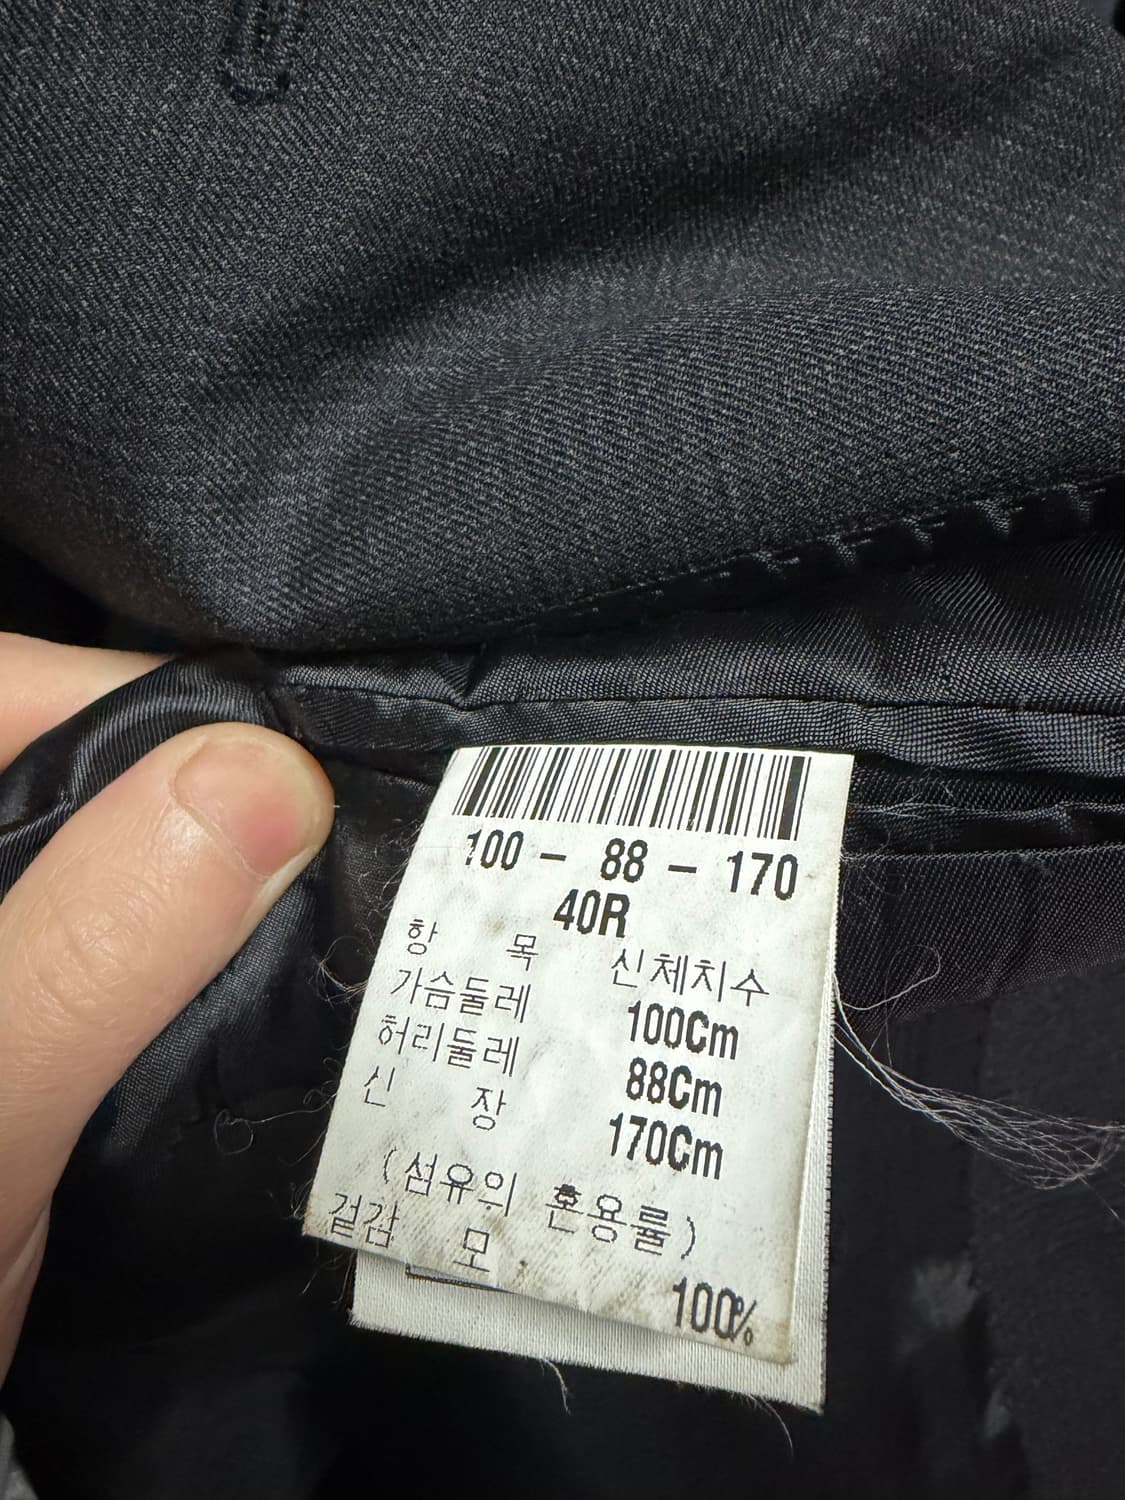 100 - 88 - 170
40R
항 목 신체치수
가슴둘레 100Cm
허리둘레 88Cm
신 장 170Cm
(섬유의 혼용률)
겉감 모 100%